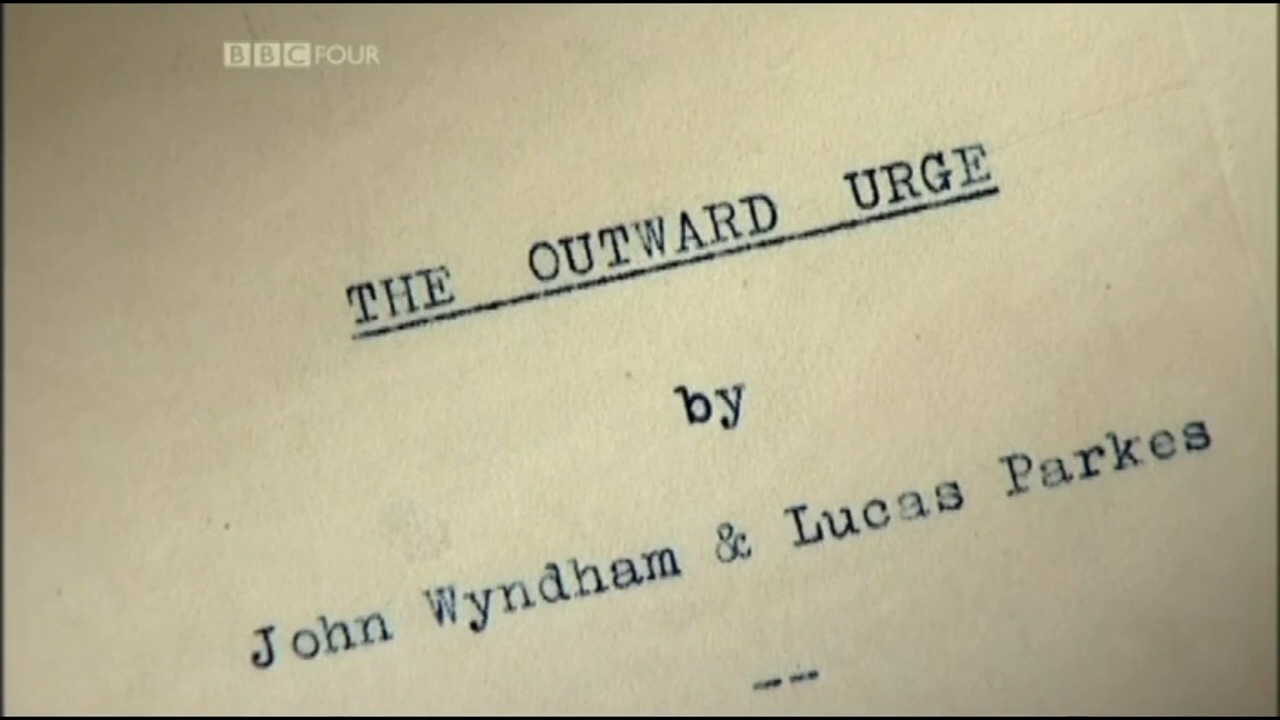 BBC FOUR
THE OUTWARD URGE
by
John Wyndham & Lucas Parkes
--